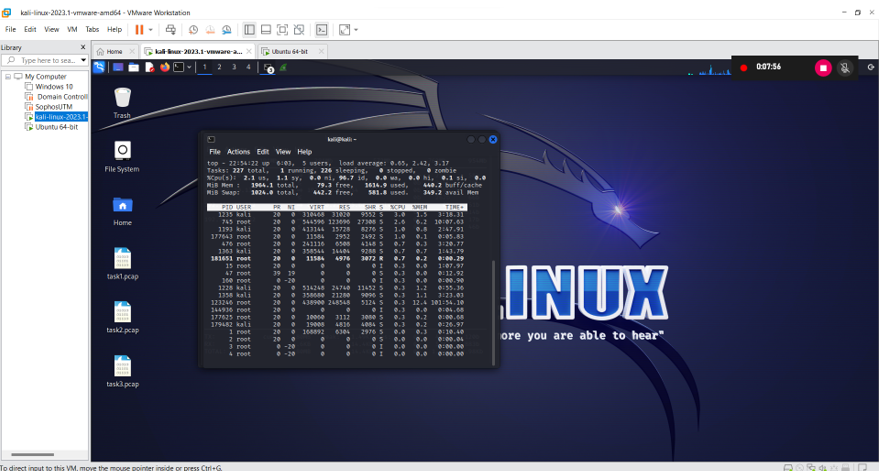 kali-linux-2023.1-vmware-amd64 - VMware Workstation
File Edit View VM Tabs Help
Library
Type here to sea...
My Computer
Windows 10
Domain Controll
SophosUTM
kali-linux-2023.1-
Ubuntu 64-bit
Home
kali-linux-2023.1-vmware-a...
Ubuntu 64-bit
1 2 3 4
3
0:07:56
Trash
File System
Home
task1.pcap
task2.pcap
task3.pcap
kali@kali: ~
File Actions Edit View Help
top - 22:54:22 up 6:03, 5 users, load average: 0.65, 2.42, 3.17
Tasks: 227 total, 1 running, 226 sleeping, 0 stopped, 0 zombie
%Cpu(s): 2.1 us, 1.1 sy, 0.0 ni, 96.7 id, 0.0 wa, 0.0 hi, 0.1 si, 0.0
MiB Mem : 1964.1 total, 79.3 free, 1614.9 used, 440.2 buff/cache
MiB Swap: 1024.0 total, 442.2 free, 581.8 used, 349.2 avail Mem
PID USER PR NI VIRT RES SHR S %CPU %MEM TIME+
1235 kali 20 0 310468 31020 9552 S 3.0 1.5 3:18.31
745 root 20 0 544596 123696 27308 S 2.6 6.2 10:07.63
1193 kali 20 0 413144 15728 8276 S 1.0 0.8 2:47.91
177643 root 20 0 11584 2952 2492 S 1.0 0.1 0:05.83
476 root 20 0 241116 6508 4148 S 0.7 0.3 3:20.77
1363 kali 20 0 358544 14404 9288 S 0.7 0.7 1:43.79
181651 root 20 0 11584 4976 3072 R 0.7 0.2 0:00.29
15 root 20 0 0 0 0 I 0.3 0.0 1:07.97
47 root 39 19 0 0 0 S 0.3 0.0 0:12.92
160 root 0 -20 0 0 0 I 0.3 0.0 0:00.90
1228 kali 20 0 514248 24740 11452 S 0.3 1.2 0:55.36
1358 kali 20 0 358680 21280 9096 S 0.3 1.1 3:23.03
123246 root 20 0 438900 248548 5124 S 0.3 12.4 101:54.10
144936 root 20 0 0 0 0 I 0.3 0.0 0:04.68
177625 root 20 0 10060 3112 3080 S 0.3 0.2 0:00.68
179482 kali 20 0 19008 4816 4084 S 0.3 0.2 0:26.97
1 root 20 0 168892 6304 2976 S 0.0 0.3 0:10.40
2 root 20 0 0 0 0 S 0.0 0.0 0:00.04
3 root 0 -20 0 0 0 I 0.0 0.0 0:00.00
4 root 0 -20 0 0 0 I 0.0 0.0 0:00.00
INUX
ore you are able to hear"
To direct input to this VM, move the mouse pointer inside or press Ctrl+G.